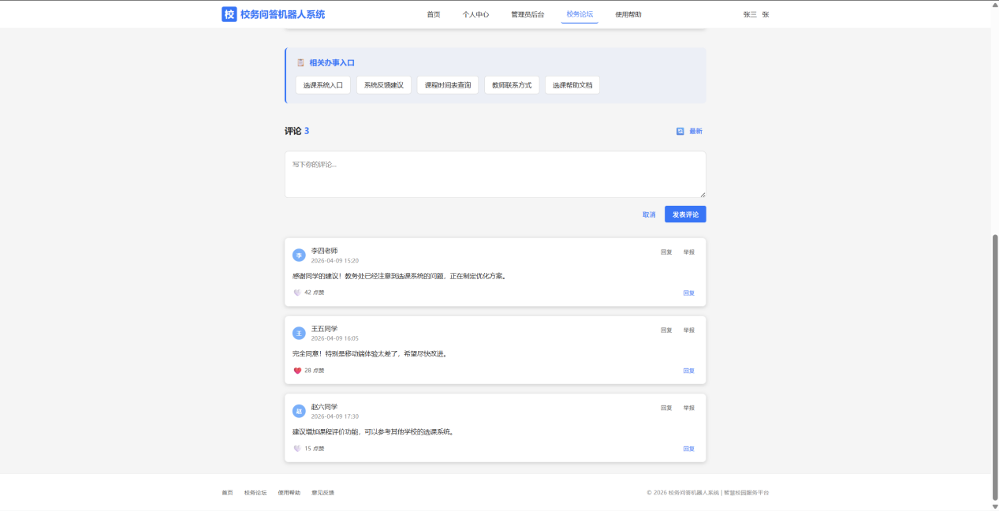 校 校务问答机器人系统 首页 个人中心 管理员后台 校务论坛 使用帮助 张三 张
相关办事入口
选课系统入口 系统反馈建议 课程时间表查询 教师联系方式 选课帮助文档
评论 3 最新
写下你的评论...
取消 发表评论
李 李四老师 回复 举报
2026-04-09 15:20
感谢同学的建议！教务处已经注意到选课系统的问题，正在制定优化方案。
42 点赞 回复
王 王五同学 回复 举报
2026-04-09 16:05
完全同意！特别是移动端体验太差了，希望尽快改进。
28 点赞 回复
赵 赵六同学 回复 举报
2026-04-09 17:30
建议增加课程评价功能，可以参考其他学校的选课系统。
15 点赞 回复
首页 校务论坛 使用帮助 意见反馈 © 2026 校务问答机器人系统 | 智慧校园服务平台